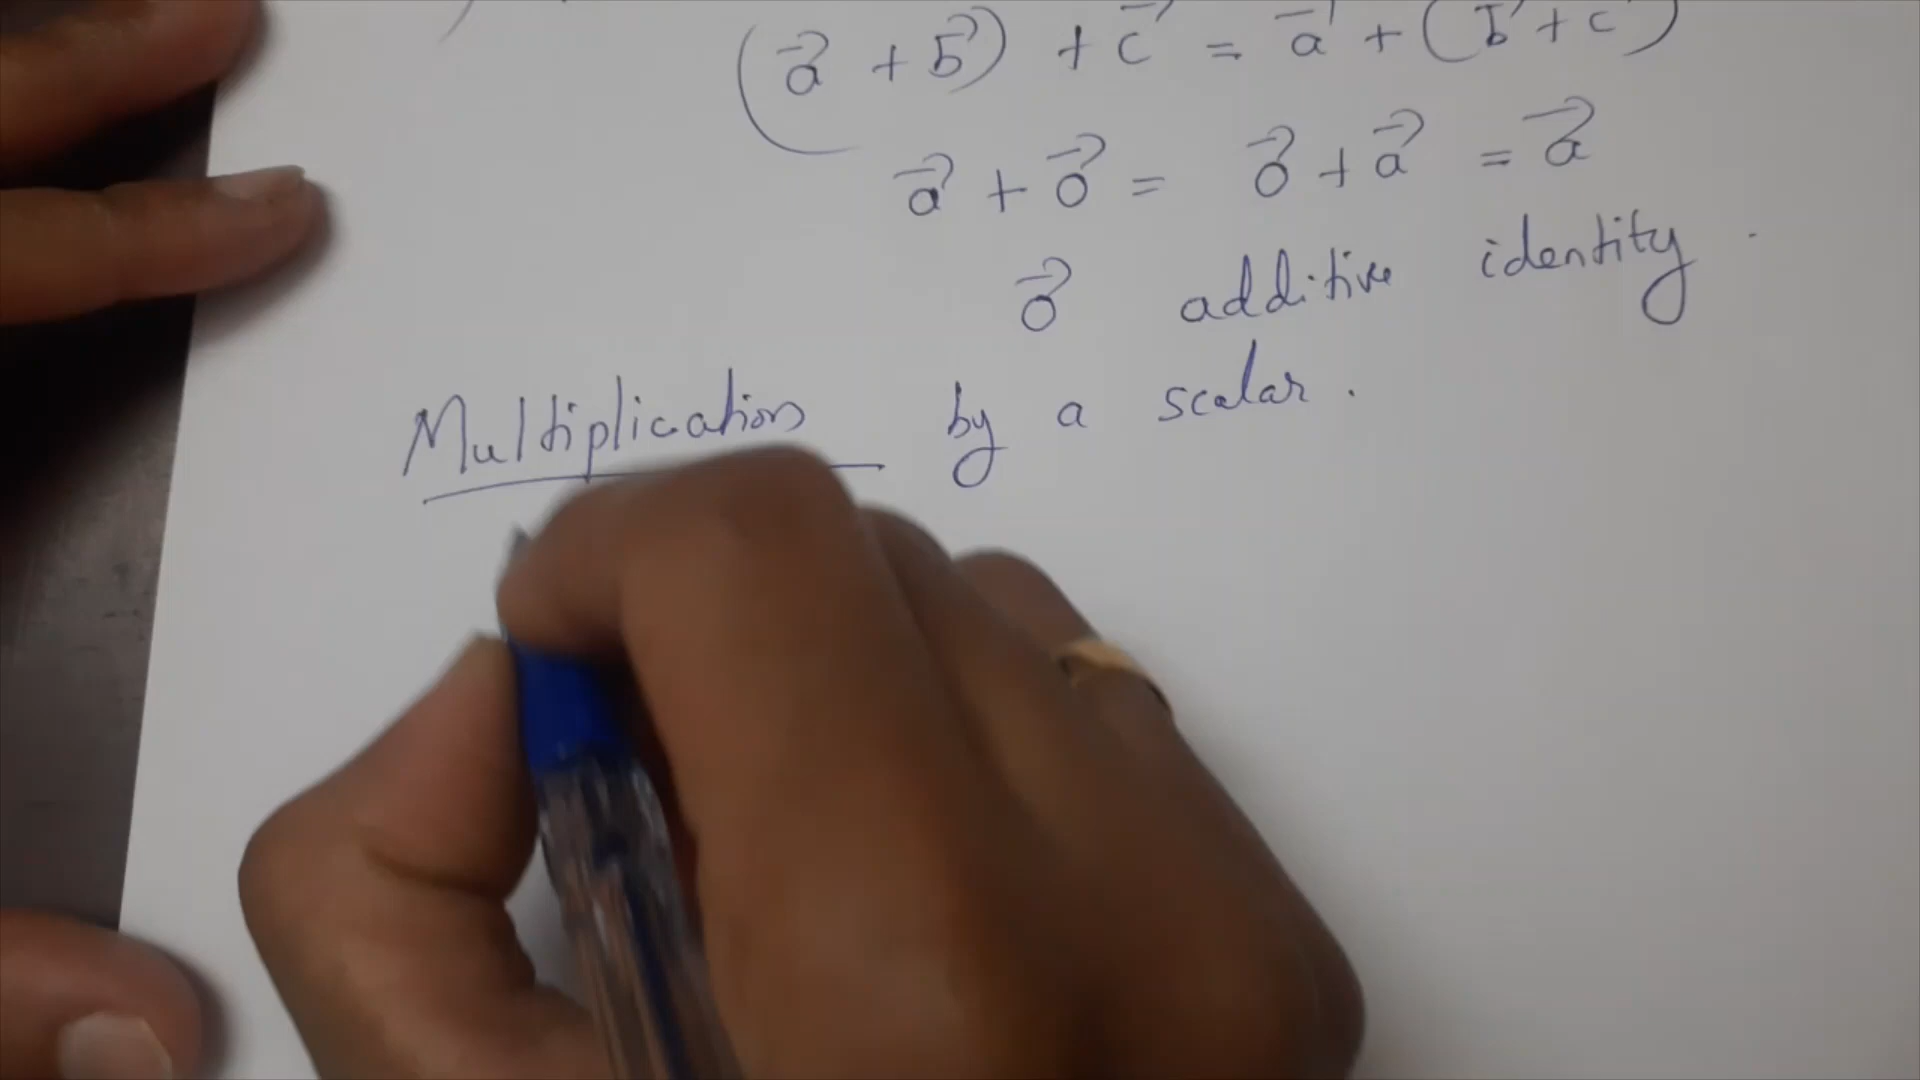 (a⃗ + b⃗) + c⃗ = a⃗ + (b⃗ + c⃗)
a⃗ + 0⃗ = 0⃗ + a⃗ = a⃗
0⃗ additive identity.
Multiplication by a scalar.